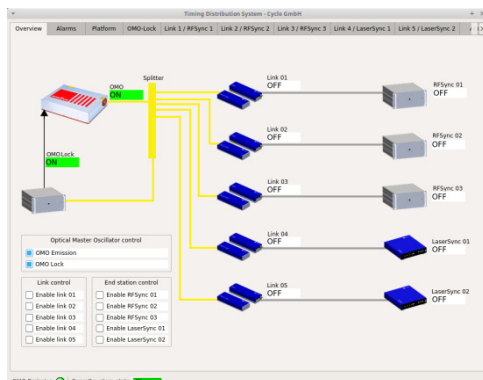 Timing Distribution System - Cycle GmbH
Overview Alarms Platform OMO-Lock Link 1 / RFSync 1 Link 2 / RFSync 2 Link 3 / RFSync 3 Link 4 / LaserSync 1 Link 5 / LaserSync 2
Splitter
OMO
ON
Link 01
OFF
RFSync 01
OFF
Link 02
OFF
RFSync 02
OFF
OMOLock
ON
Link 03
OFF
RFSync 03
OFF
Link 04
OFF
LaserSync 01
OFF
Link 05
OFF
LaserSync 02
OFF
Optical Master Oscillator control
OMO Emission
OMO Lock
Link control
Enable link 01
Enable link 02
Enable link 03
Enable link 04
Enable link 05
End station control
Enable RFSync 01
Enable RFSync 02
Enable RFSync 03
Enable LaserSync 01
Enable LaserSync 02